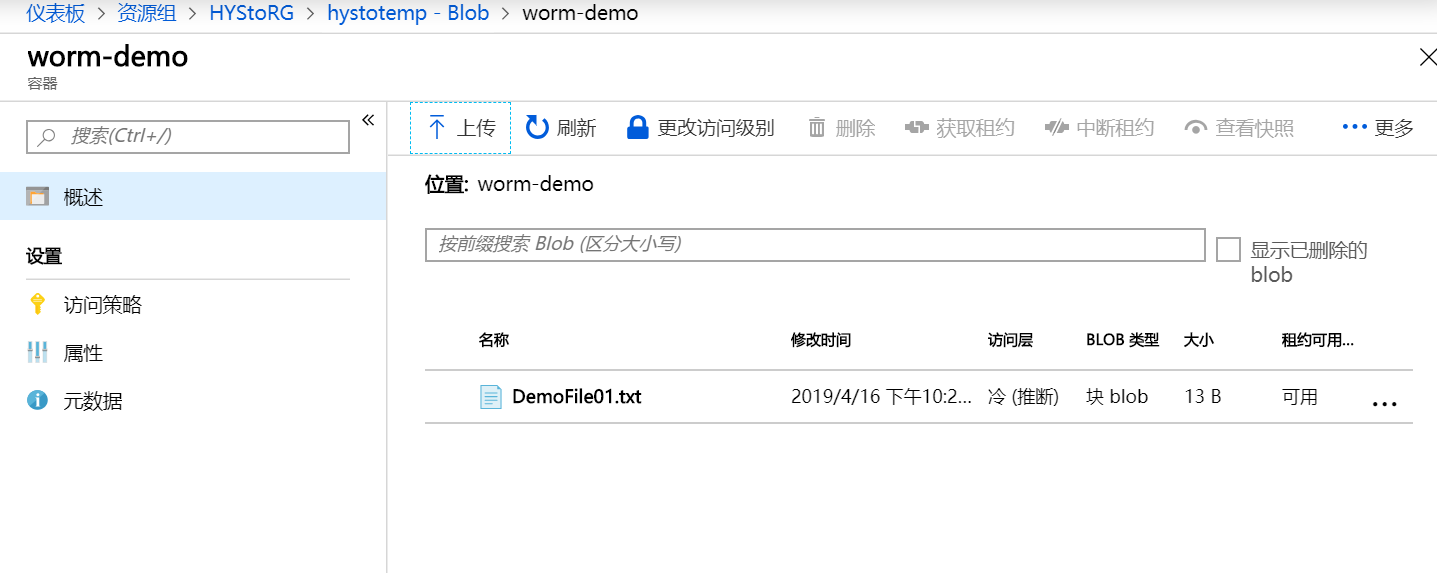 仪表板 > 资源组 > HYStoRG > hystotemp - Blob > worm-demo
worm-demo
容器
搜索(Ctrl+/)
«
概述
设置
访问策略
属性
元数据
上传 刷新 更改访问级别 删除 获取租约 中断租约 查看快照 ••• 更多
位置: worm-demo
按前缀搜索 Blob (区分大小写)
显示已删除的
blob
名称 修改时间 访问层 BLOB 类型 大小 租约可用...
DemoFile01.txt 2019/4/16 下午10:2... 冷 (推断) 块 blob 13 B 可用 ...